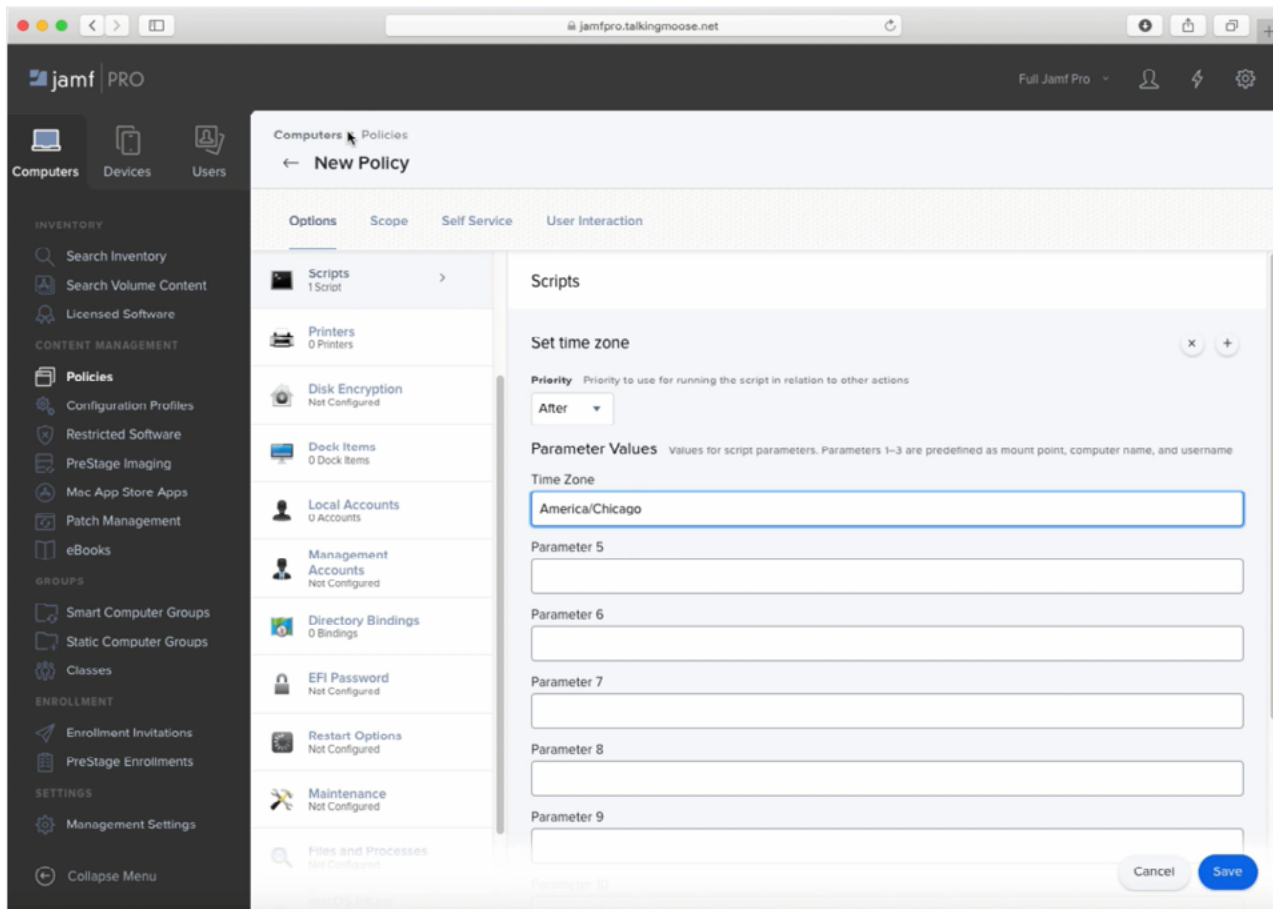 jamfpro.talkingmoose.net
jamf PRO
Full Jamf Pro
Computers
Devices
Users
INVENTORY
Search Inventory
Search Volume Content
Licensed Software
CONTENT MANAGEMENT
Policies
Configuration Profiles
Restricted Software
PreStage Imaging
Mac App Store Apps
Patch Management
eBooks
GROUPS
Smart Computer Groups
Static Computer Groups
Classes
ENROLLMENT
Enrollment Invitations
PreStage Enrollments
SETTINGS
Management Settings
Collapse Menu
Computers Policies
← New Policy
Options
Scope
Self Service
User Interaction
Scripts
1 Script
Printers
0 Printers
Disk Encryption
Not Configured
Dock Items
0 Dock Items
Local Accounts
0 Accounts
Management
Accounts
Not Configured
Directory Bindings
0 Bindings
EFI Password
Not Configured
Restart Options
Not Configured
Maintenance
Not Configured
Files and Processes
Not Configured
Scripts
Set time zone
Priority Priority to use for running the script in relation to other actions
After
Parameter Values Values for script parameters. Parameters 1–3 are predefined as mount point, computer name, and username
Time Zone
America/Chicago
Parameter 5
Parameter 6
Parameter 7
Parameter 8
Parameter 9
Parameter 10
Cancel
Save